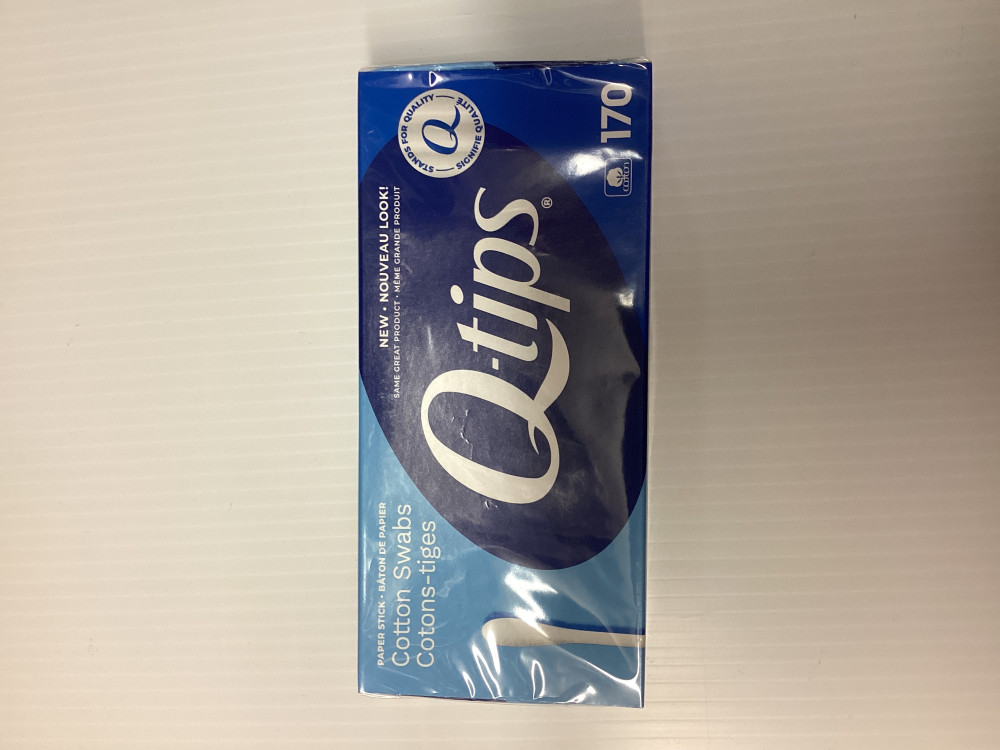 PAPER STICK • BÂTON DE PAPIER
Cotton Swabs
Cotons-tiges
NEW • NOUVEAU LOOK!
SAME GREAT PRODUCT • MÊME GRANDE PRODUIT
STANDS FOR QUALITY
Q
SIGNIFIE QUALITÉ
Q-tips®
cotton
170